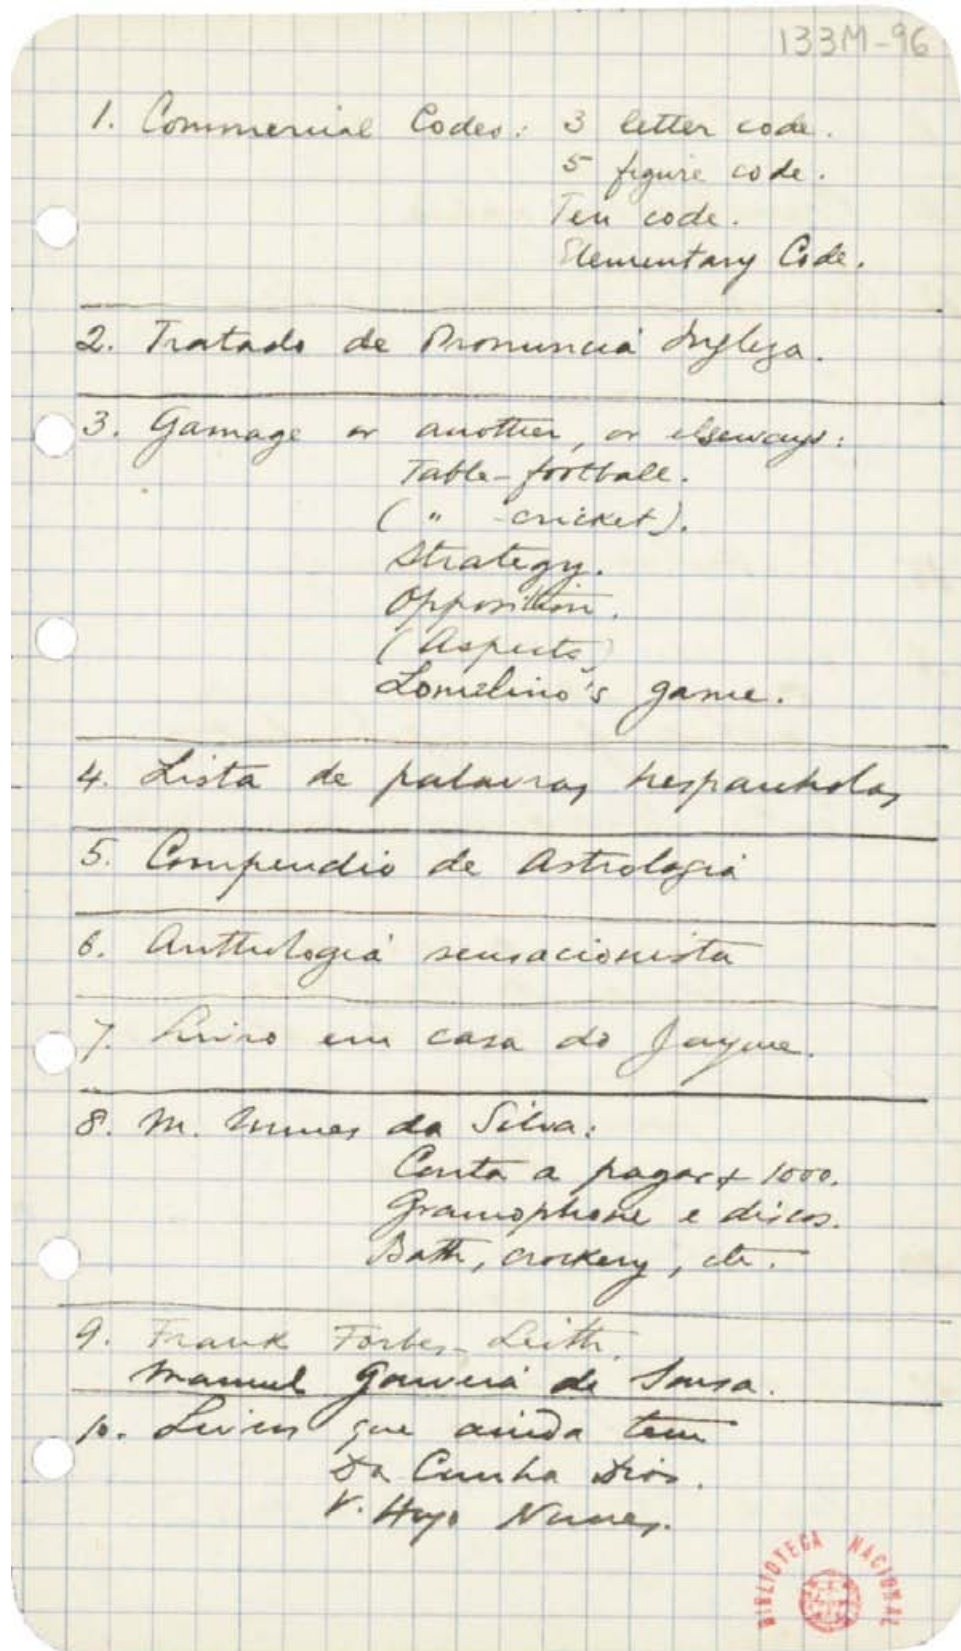 133M-96
1. Commercial Codes: 3 letter code.
5 figure code.
Ten code.
Elementary Code.
2. Tratado de Pronuncia Ingleza.
3. Gamage or another, or elseways:
Table-football.
( " -cricket).
Strategy.
Opposition.
(Aspects)
Lomelino's game.
4. Lista de palavras hespanholas
5. Compendio de Astrologia
6. Anthologia sensacionista
7. Livro em casa do Jayme.
8. M. Nunes da Silva:
Conta a pagar + 1000.
Gramophone e discos.
Bath, crockery, etc.
9. Frank Forbes-Leith.
Manuel Gouveia de Sousa.
10. Livros que ainda tem
Da Cunha Dias.
V. Hugo Nunes.
BIBLIOTECA NACIONAL